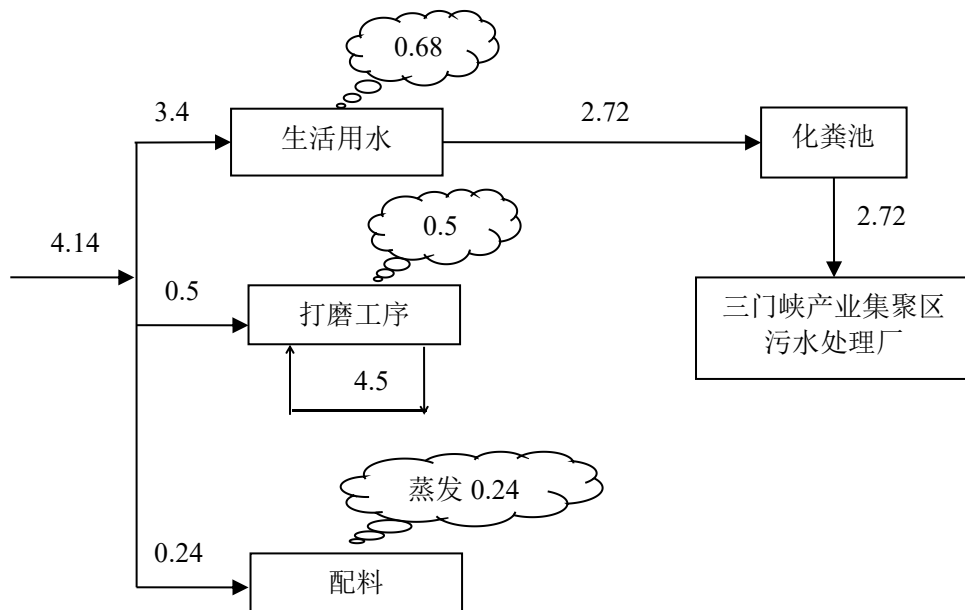 0.68
3.4
生活用水
2.72
化粪池
2.72
4.14
0.5
0.5
打磨工序
三门峡产业集聚区
污水处理厂
4.5
蒸发 0.24
0.24
配料